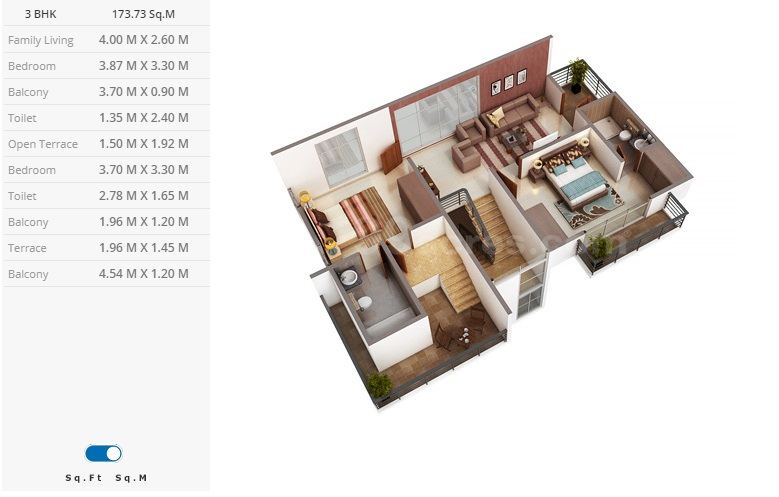 3 BHK 173.73 Sq.M
Family Living 4.00 M X 2.60 M
Bedroom 3.87 M X 3.30 M
Balcony 3.70 M X 0.90 M
Toilet 1.35 M X 2.40 M
Open Terrace 1.50 M X 1.92 M
Bedroom 3.70 M X 3.30 M
Toilet 2.78 M X 1.65 M
Balcony 1.96 M X 1.20 M
Terrace 1.96 M X 1.45 M
Balcony 4.54 M X 1.20 M
Sq.Ft Sq.M